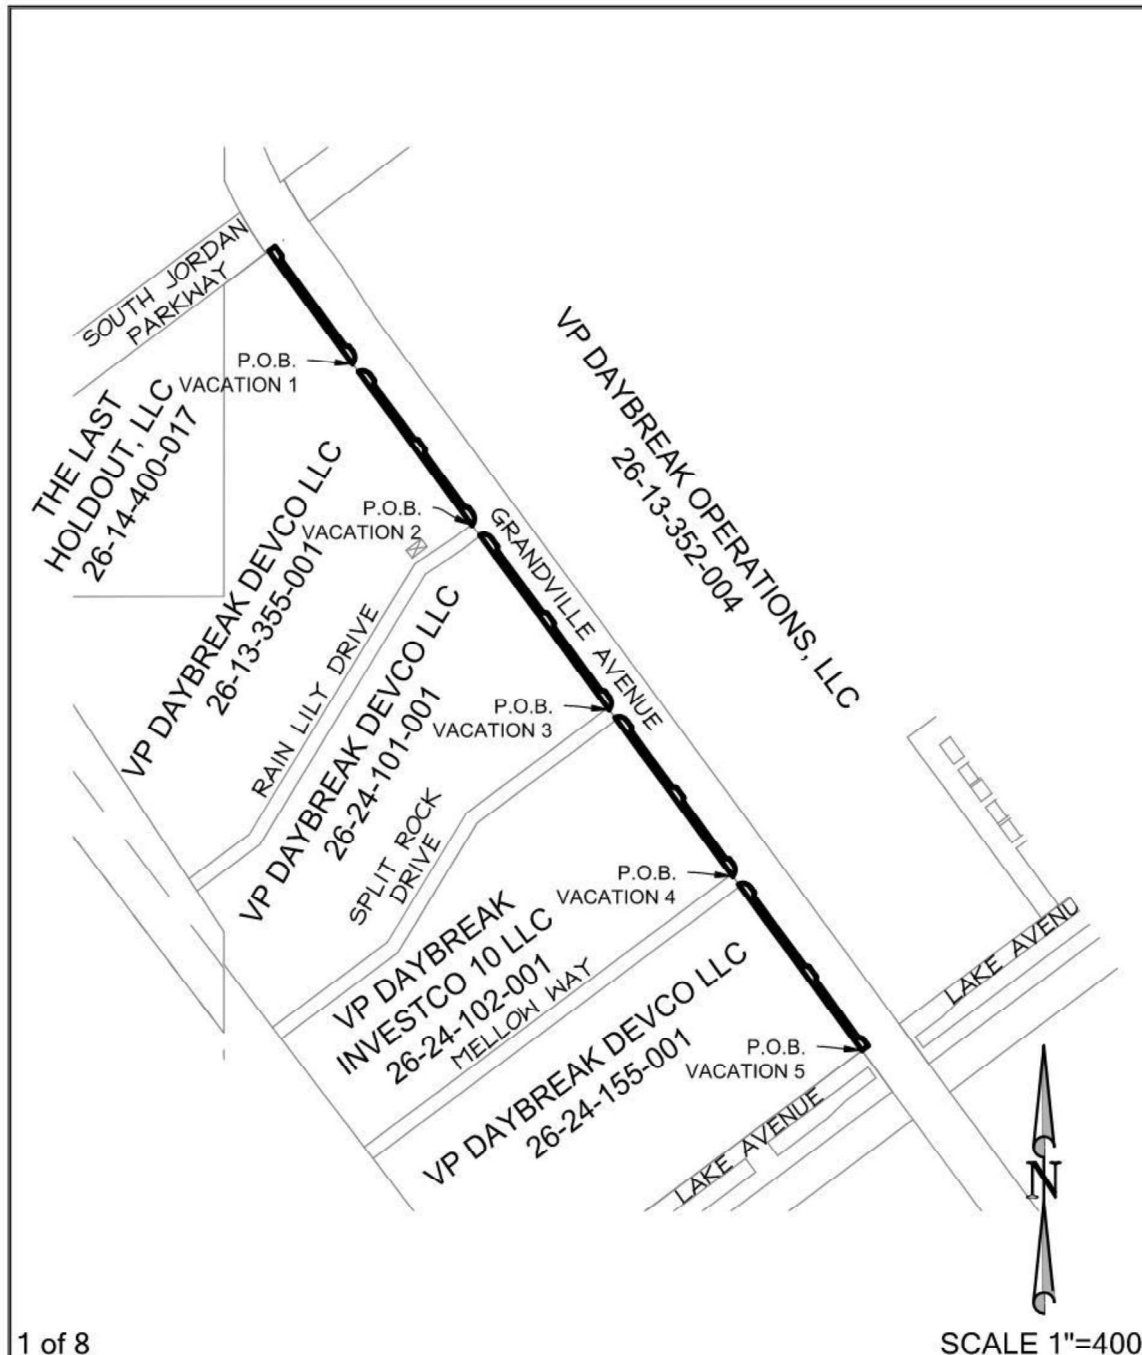 SOUTH JORDAN
PARKWAY
P.O.B.
VACATION 1
THE LAST
HOLDOUT, LLC
26-14-400-017
VP DAYBREAK OPERATIONS, LLC
26-13-352-004
P.O.B.
VACATION 2
GRANDVILLE AVENUE
VP DAYBREAK DEVCO LLC
26-13-355-001
RAIN LILY DRIVE
VP DAYBREAK DEVCO LLC
26-24-101-001
P.O.B.
VACATION 3
SPLIT ROCK
DRIVE
P.O.B.
VACATION 4
VP DAYBREAK
INVESTCO 10 LLC
26-24-102-001
MELLOW WAY
LAKE AVENU
VP DAYBREAK DEVCO LLC
26-24-155-001
P.O.B.
VACATION 5
LAKE AVENUE
N
1 of 8
SCALE 1"=400